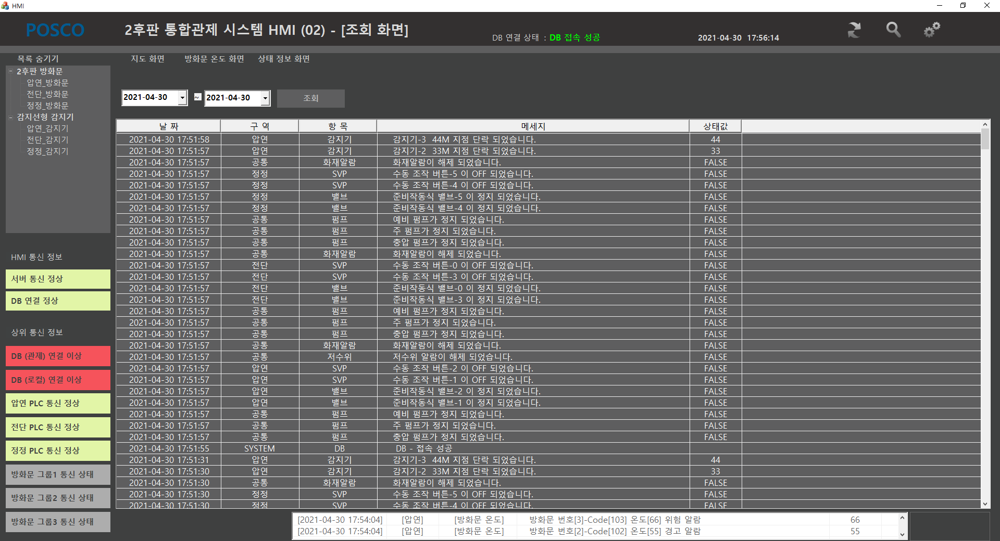 HMI
POSCO
2후판 통합관제 시스템 HMI (02) - [조회 화면]
DB 연결 상태 : DB 접속 성공
2021-04-30 17:56:14
목록 숨기기
지도 화면 방화문 온도 화면 상태 정보 화면
2후판 방화문
압연_방화문
전단_방화문
정정_방화문
감지선형 감지기
압연_감지기
전단_감지기
정정_감지기
HMI 통신 정보
서버 통신 정상
DB 연결 정상
상위 통신 정보
DB (관제) 연결 이상
DB (로컬) 연결 이상
압연 PLC 통신 정상
전단 PLC 통신 정상
정정 PLC 통신 정상
방화문 그룹1 통신 상태
방화문 그룹2 통신 상태
방화문 그룹3 통신 상태
2021-04-30 ~ 2021-04-30 조회
날 짜 구 역 항 목 메세지 상태값
2021-04-30 17:51:58 압연 감지기 감지기-3 44M 지점 단락 되었습니다. 44
2021-04-30 17:51:57 압연 감지기 감지기-2 33M 지점 단락 되었습니다. 33
2021-04-30 17:51:57 공통 화재알람 화재알람이 해제 되었습니다. FALSE
2021-04-30 17:51:57 정정 SVP 수동 조작 버튼-5 이 OFF 되었습니다. FALSE
2021-04-30 17:51:57 정정 SVP 수동 조작 버튼-4 이 OFF 되었습니다. FALSE
2021-04-30 17:51:57 정정 밸브 준비작동식 밸브-5 이 정지 되었습니다. FALSE
2021-04-30 17:51:57 정정 밸브 준비작동식 밸브-4 이 정지 되었습니다. FALSE
2021-04-30 17:51:57 공통 펌프 예비 펌프가 정지 되었습니다. FALSE
2021-04-30 17:51:57 공통 펌프 주 펌프가 정지 되었습니다. FALSE
2021-04-30 17:51:57 공통 펌프 충압 펌프가 정지 되었습니다. FALSE
2021-04-30 17:51:57 공통 화재알람 화재알람이 해제 되었습니다. FALSE
2021-04-30 17:51:57 전단 SVP 수동 조작 버튼-0 이 OFF 되었습니다. FALSE
2021-04-30 17:51:57 전단 SVP 수동 조작 버튼-3 이 OFF 되었습니다. FALSE
2021-04-30 17:51:57 전단 밸브 준비작동식 밸브-0 이 정지 되었습니다. FALSE
2021-04-30 17:51:57 전단 밸브 준비작동식 밸브-3 이 정지 되었습니다. FALSE
2021-04-30 17:51:57 공통 펌프 예비 펌프가 정지 되었습니다. FALSE
2021-04-30 17:51:57 공통 펌프 주 펌프가 정지 되었습니다. FALSE
2021-04-30 17:51:57 공통 펌프 충압 펌프가 정지 되었습니다. FALSE
2021-04-30 17:51:57 공통 화재알람 화재알람이 해제 되었습니다. FALSE
2021-04-30 17:51:57 공통 저수위 저수위 알람이 해제 되었습니다. FALSE
2021-04-30 17:51:57 압연 SVP 수동 조작 버튼-2 이 OFF 되었습니다. FALSE
2021-04-30 17:51:57 압연 SVP 수동 조작 버튼-1 이 OFF 되었습니다. FALSE
2021-04-30 17:51:57 압연 밸브 준비작동식 밸브-2 이 정지 되었습니다. FALSE
2021-04-30 17:51:57 압연 밸브 준비작동식 밸브-1 이 정지 되었습니다. FALSE
2021-04-30 17:51:57 공통 펌프 예비 펌프가 정지 되었습니다. FALSE
2021-04-30 17:51:57 공통 펌프 주 펌프가 정지 되었습니다. FALSE
2021-04-30 17:51:57 공통 펌프 충압 펌프가 정지 되었습니다. FALSE
2021-04-30 17:51:55 SYSTEM DB DB - 접속 성공
2021-04-30 17:51:31 압연 감지기 감지기-3 44M 지점 단락 되었습니다. 44
2021-04-30 17:51:30 압연 감지기 감지기-2 33M 지점 단락 되었습니다. 33
2021-04-30 17:51:30 공통 화재알람 화재알람이 해제 되었습니다. FALSE
2021-04-30 17:51:30 정정 SVP 수동 조작 버튼-5 이 OFF 되었습니다. FALSE
2021-04-30 17:51:30 정정 SVP 수동 조작 버튼-4 이 OFF 되었습니다. FALSE
[2021-04-30 17:54:04] [압연] [방화문 온도] 방화문 번호[3]-Code[103] 온도[66] 위험 알람 66
[2021-04-30 17:54:04] [압연] [방화문 온도] 방화문 번호[2]-Code[102] 온도[55] 경고 알람 55